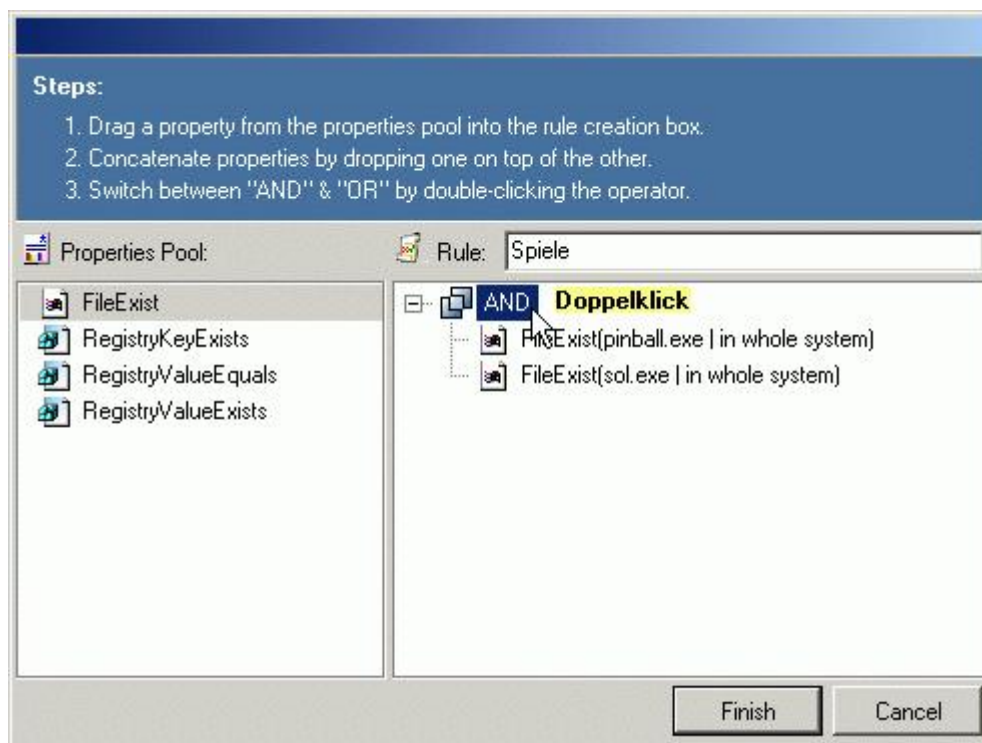 Steps:
1. Drag a property from the properties pool into the rule creation box.
2. Concatenate properties by dropping one on top of the other.
3. Switch between "AND" & "OR" by double-clicking the operator.
Properties Pool:
Rule: Spiele
FileExist
RegistryKeyExists
RegistryValueEquals
RegistryValueExists
AND Doppelklick
FileExist(pinball.exe | in whole system)
FileExist(sol.exe | in whole system)
Finish Cancel